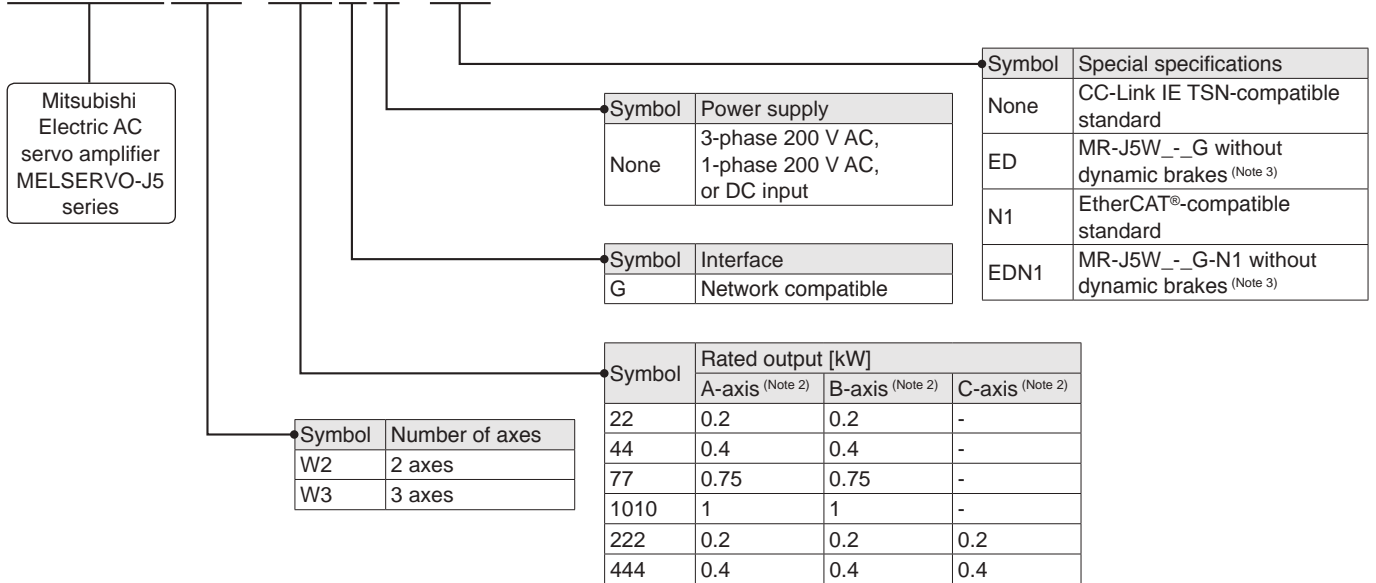 Mitsubishi
Electric AC
servo amplifier
MELSERVO-J5
series
Symbol Power supply
None 3-phase 200 V AC,
1-phase 200 V AC,
or DC input
Symbol Special specifications
None CC-Link IE TSN-compatible
standard
ED MR-J5W_-_G without
dynamic brakes (Note 3)
N1 EtherCAT®-compatible
standard
EDN1 MR-J5W_-_G-N1 without
dynamic brakes (Note 3)
Symbol Interface
G Network compatible
Symbol Number of axes
W2 2 axes
W3 3 axes
Symbol Rated output [kW]
A-axis (Note 2) B-axis (Note 2) C-axis (Note 2)
22 0.2 0.2 -
44 0.4 0.4 -
77 0.75 0.75 -
1010 1 1 -
222 0.2 0.2 0.2
444 0.4 0.4 0.4